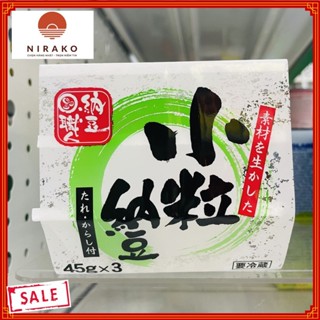 NIRAKO
納豆
職人
小粒
納豆
素材を生かした
たれ・からし付
45g×3
要冷蔵
SALE